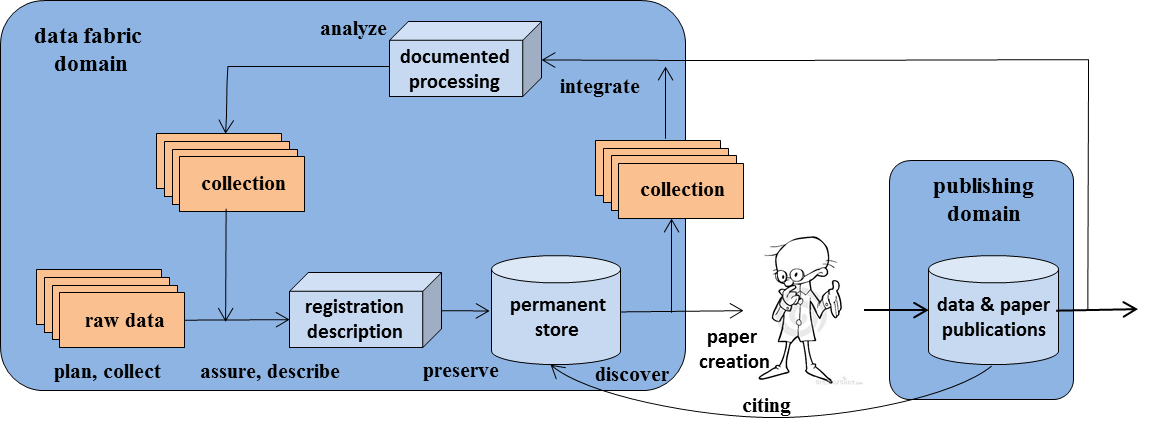 data fabric
domain
analyze
documented
processing
integrate
collection
collection
publishing
domain
raw data
registration
description
permanent
store
data & paper
publications
paper
creation
plan, collect
assure, describe
preserve
discover
citing